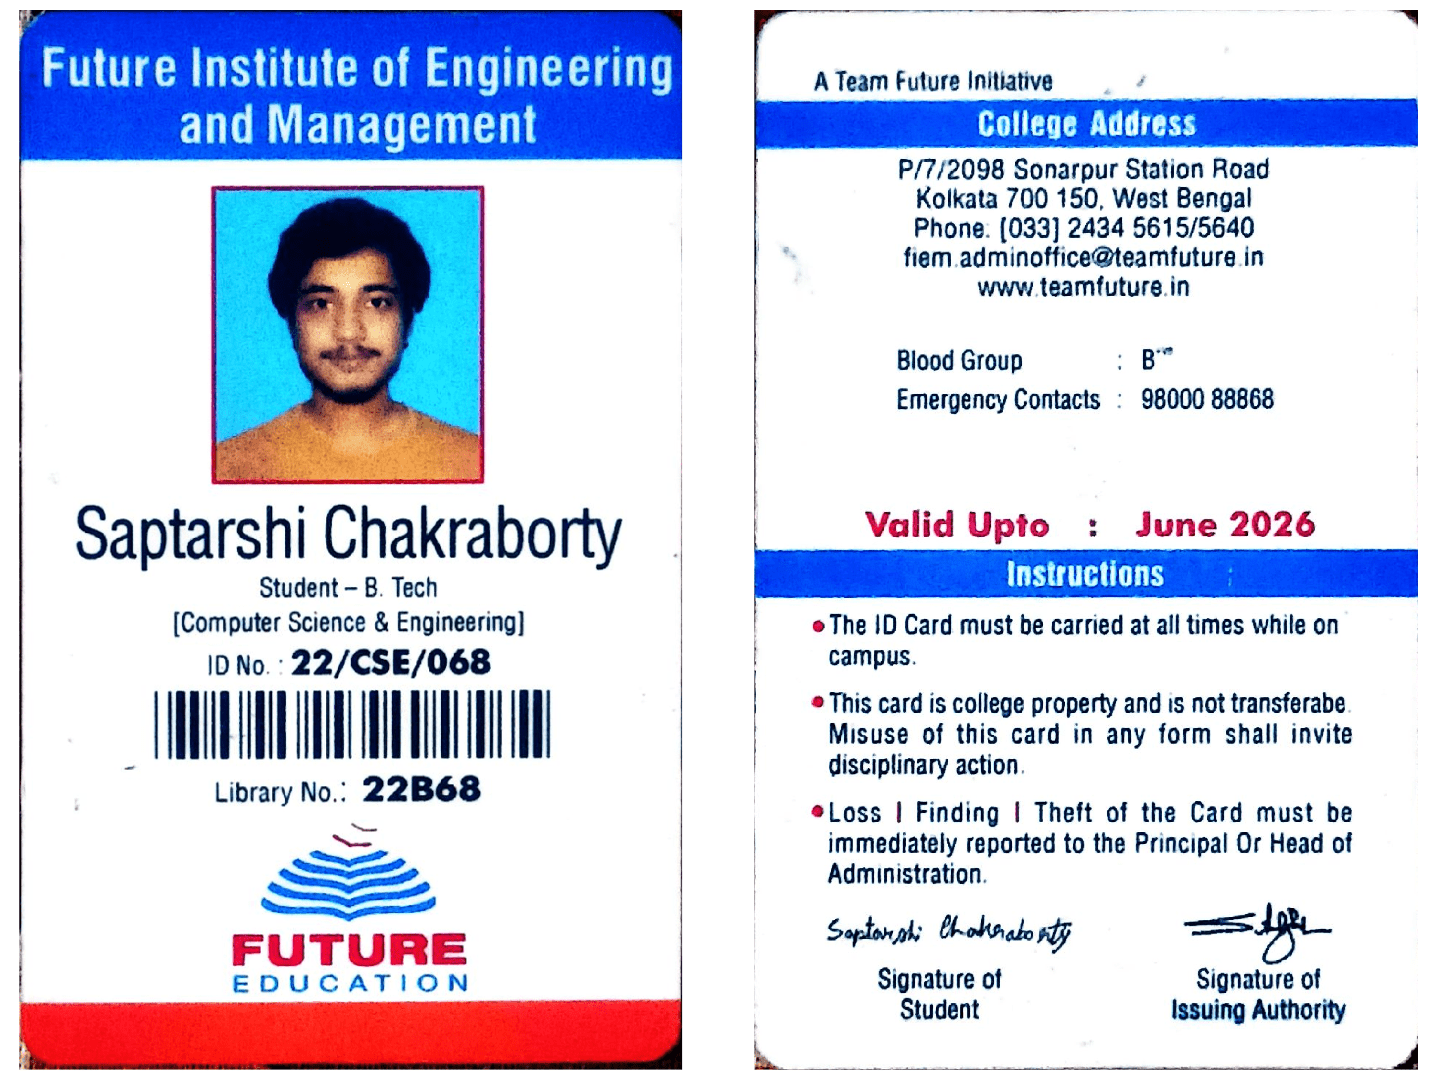 Future Institute of Engineering
and Management
Saptarshi Chakraborty
Student – B. Tech
[Computer Science & Engineering]
ID No. : 22/CSE/068
Library No.: 22B68
FUTURE
EDUCATION
A Team Future Initiative
College Address
P/7/2098 Sonarpur Station Road
Kolkata 700 150, West Bengal
Phone: [033] 2434 5615/5640
fiem.adminoffice@teamfuture.in
www.teamfuture.in
Blood Group : B
Emergency Contacts : 98000 88868
Valid Upto : June 2026
Instructions
The ID Card must be carried at all times while on
campus.
This card is college property and is not transferabe.
Misuse of this card in any form shall invite
disciplinary action.
Loss | Finding | Theft of the Card must be
immediately reported to the Principal Or Head of
Administration.
Saptarshi Chakraborty
Signature of
Student
Signature of
Issuing Authority